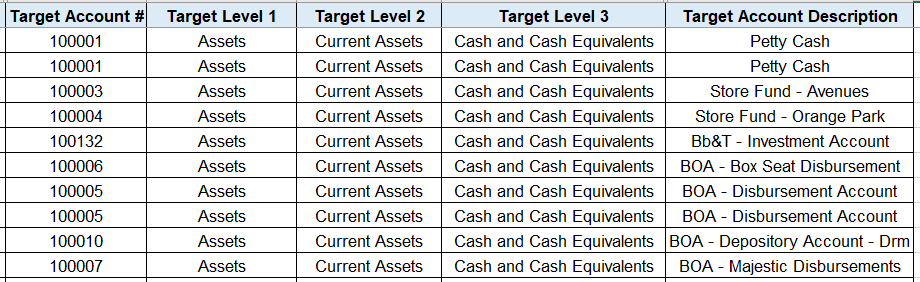 Target Account # Target Level 1 Target Level 2 Target Level 3 Target Account Description
100001 Assets Current Assets Cash and Cash Equivalents Petty Cash
100001 Assets Current Assets Cash and Cash Equivalents Petty Cash
100003 Assets Current Assets Cash and Cash Equivalents Store Fund - Avenues
100004 Assets Current Assets Cash and Cash Equivalents Store Fund - Orange Park
100132 Assets Current Assets Cash and Cash Equivalents Bb&T - Investment Account
100006 Assets Current Assets Cash and Cash Equivalents BOA - Box Seat Disbursement
100005 Assets Current Assets Cash and Cash Equivalents BOA - Disbursement Account
100005 Assets Current Assets Cash and Cash Equivalents BOA - Disbursement Account
100010 Assets Current Assets Cash and Cash Equivalents BOA - Depository Account - Drm
100007 Assets Current Assets Cash and Cash Equivalents BOA - Majestic Disbursements